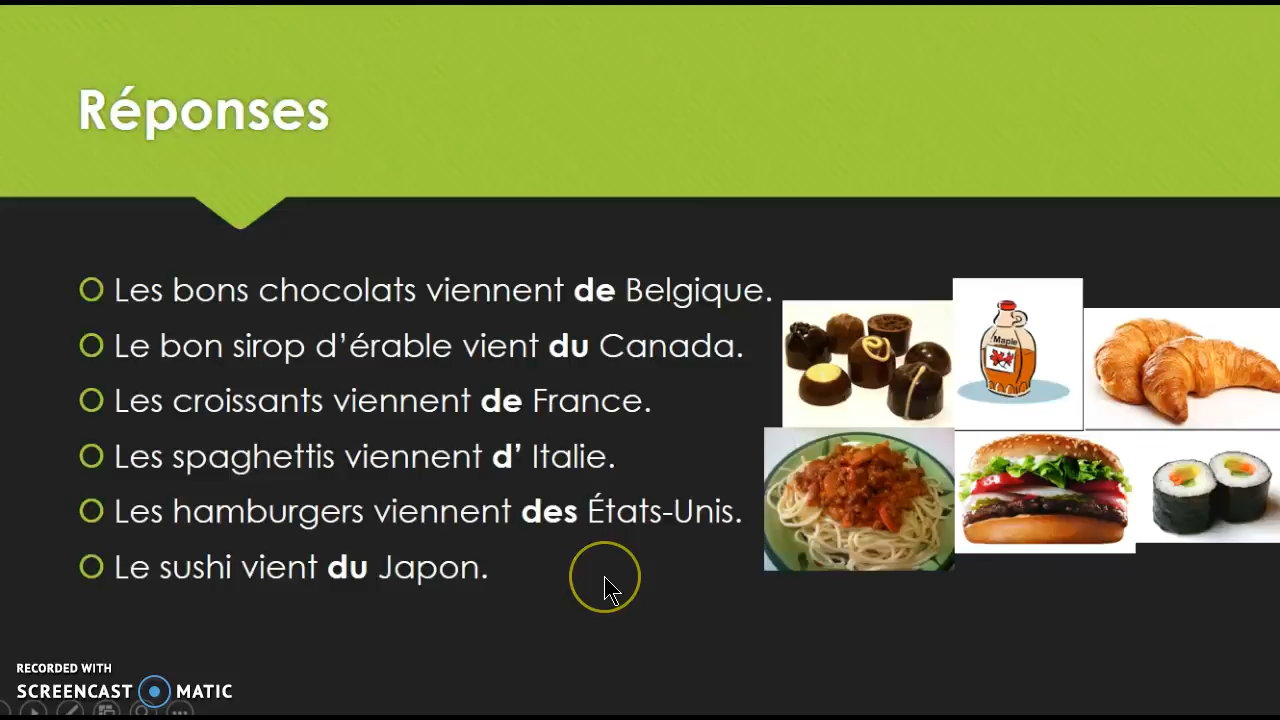 Réponses
Les bons chocolats viennent de Belgique.
Le bon sirop d’érable vient du Canada.
Les croissants viennent de France.
Les spaghettis viennent d’ Italie.
Les hamburgers viennent des États-Unis.
Le sushi vient du Japon.
Maple
RECORDED WITH
SCREENCAST MATIC